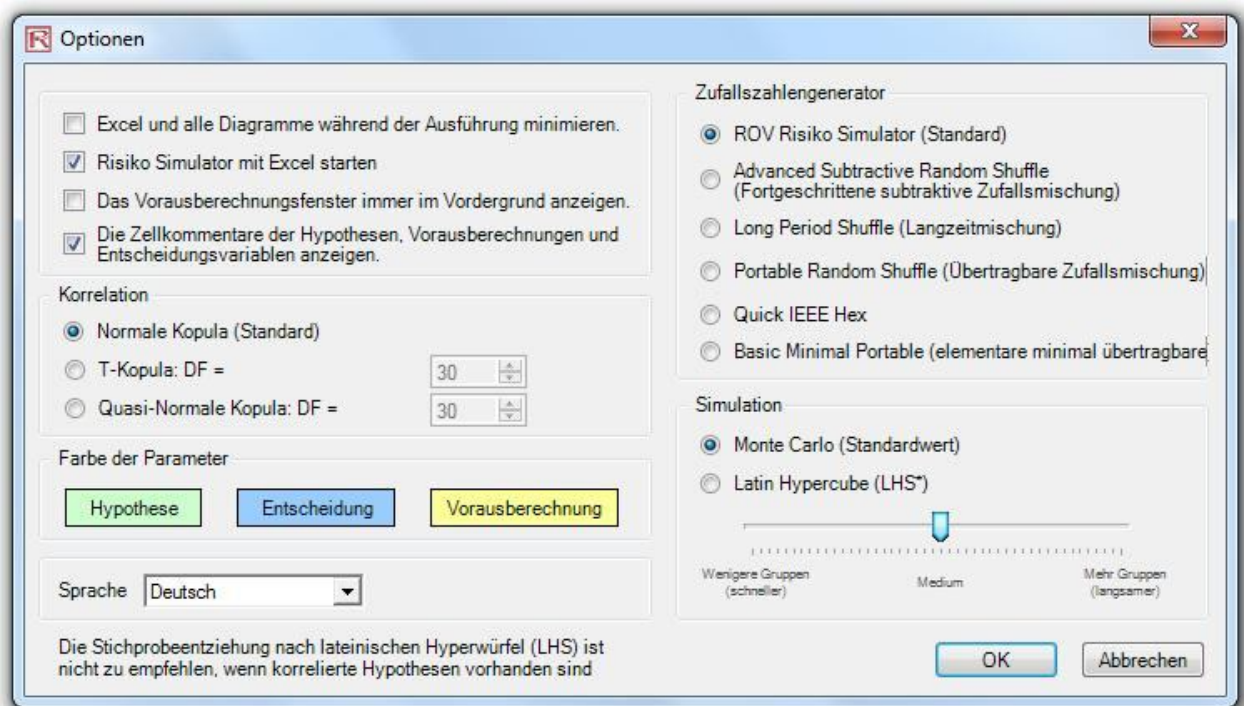 Optionen
Excel und alle Diagramme während der Ausführung minimieren.
Risiko Simulator mit Excel starten
Das Vorausberechnungsfenster immer im Vordergrund anzeigen.
Die Zellkommentare der Hypothesen, Vorausberechnungen und
Entscheidungsvariablen anzeigen.
Korrelation
Normale Kopula (Standard)
T-Kopula: DF =
30
Quasi-Normale Kopula: DF =
30
Farbe der Parameter
Hypothese
Entscheidung
Vorausberechnung
Sprache
Deutsch
Die Stichprobeentziehung nach lateinischen Hyperwürfel (LHS) ist
nicht zu empfehlen, wenn korrelierte Hypothesen vorhanden sind
Zufallszahlengenerator
ROV Risiko Simulator (Standard)
Advanced Subtractive Random Shuffle
(Fortgeschrittene subtraktive Zufallsmischung)
Long Period Shuffle (Langzeitmischung)
Portable Random Shuffle (Übertragbare Zufallsmischung)
Quick IEEE Hex
Basic Minimal Portable (elementare minimal übertragbare
Simulation
Monte Carlo (Standardwert)
Latin Hypercube (LHS*)
Wenigere Gruppen
(schneller)
Medium
Mehr Gruppen
(langsamer)
OK
Abbrechen